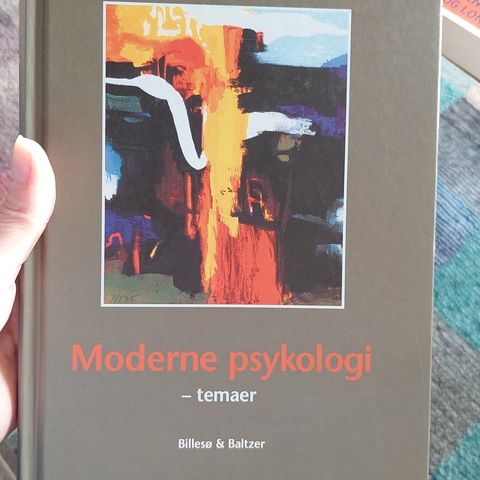 Moderne psykologi
– temaer
Billesø & Baltzer